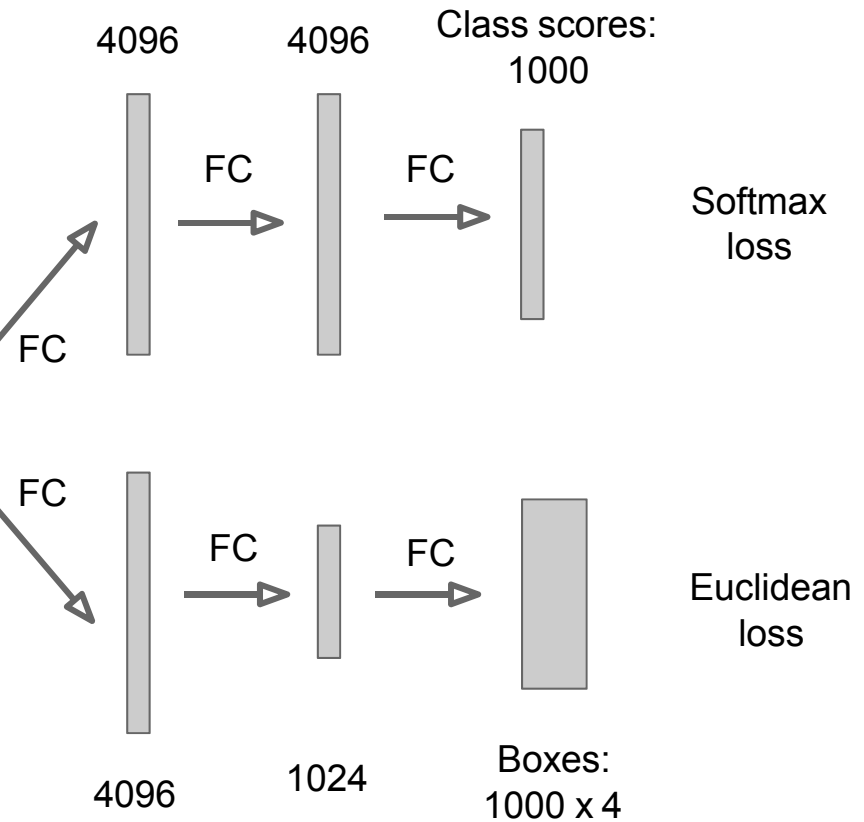 4096
4096
Class scores:
1000
FC
FC
Softmax
loss
FC
FC
FC
FC
Euclidean
loss
4096
1024
Boxes:
1000 x 4